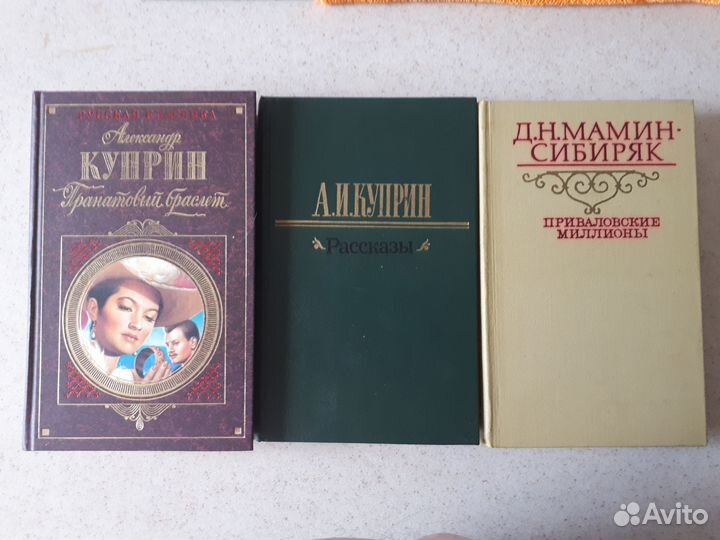 РУССКАЯ КЛАССИКА
Александр
КУПРИН
Гранатовый браслет
А.И.КУПРИН
Рассказы
Д.Н.МАМИН-
СИБИРЯК
ПРИВАЛОВСКИЕ
МИЛЛИОНЫ
Avito